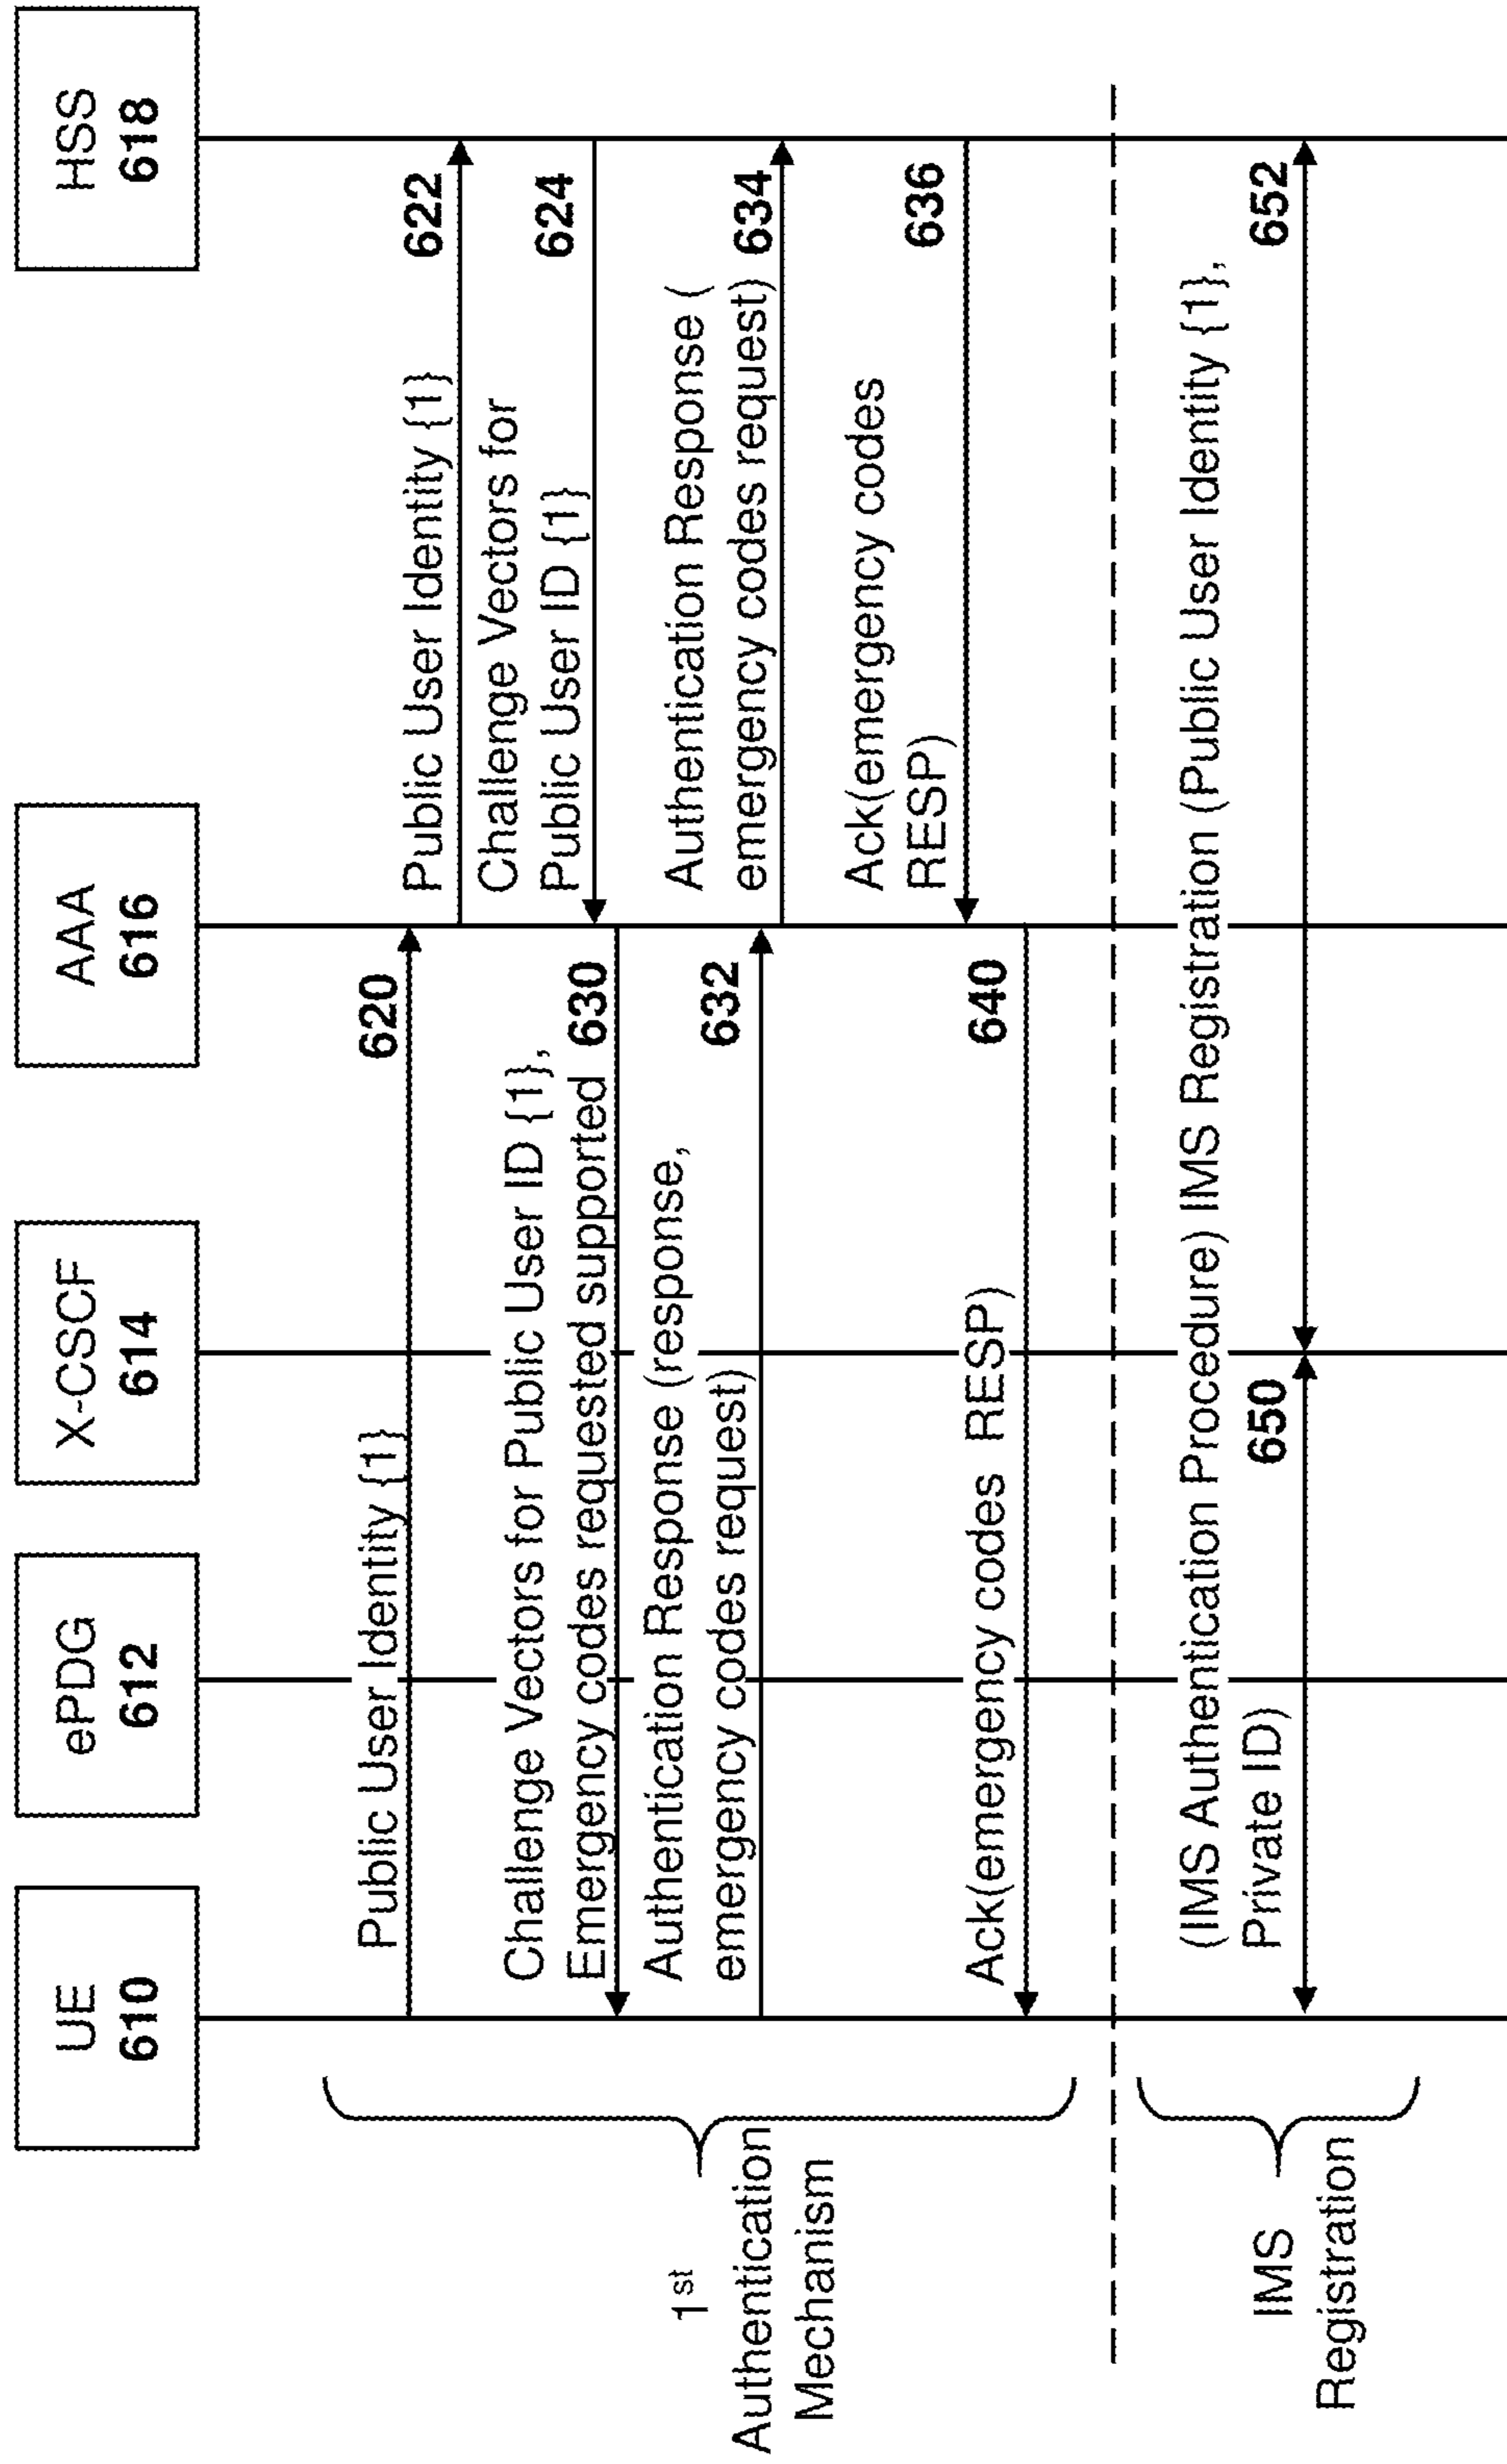 UE
610
ePDG
612
X-CSCF
614
AAA
616
HSS
618
Public User Identity {1}
620
Public User Identity {1}
622
Challenge Vectors for
Public User ID {1}
624
Challenge Vectors for Public User ID {1},
Emergency codes requested supported
630
Authentication Response (response,
emergency codes request)
632
Authentication Response (
emergency codes request)
634
Ack(emergency codes
RESP)
636
Ack(emergency codes RESP)
640
1st
Authentication
Mechanism
(IMS Authentication Procedure) IMS Registration (Public User Identity {1},
Private ID)
650
652
IMS
Registration